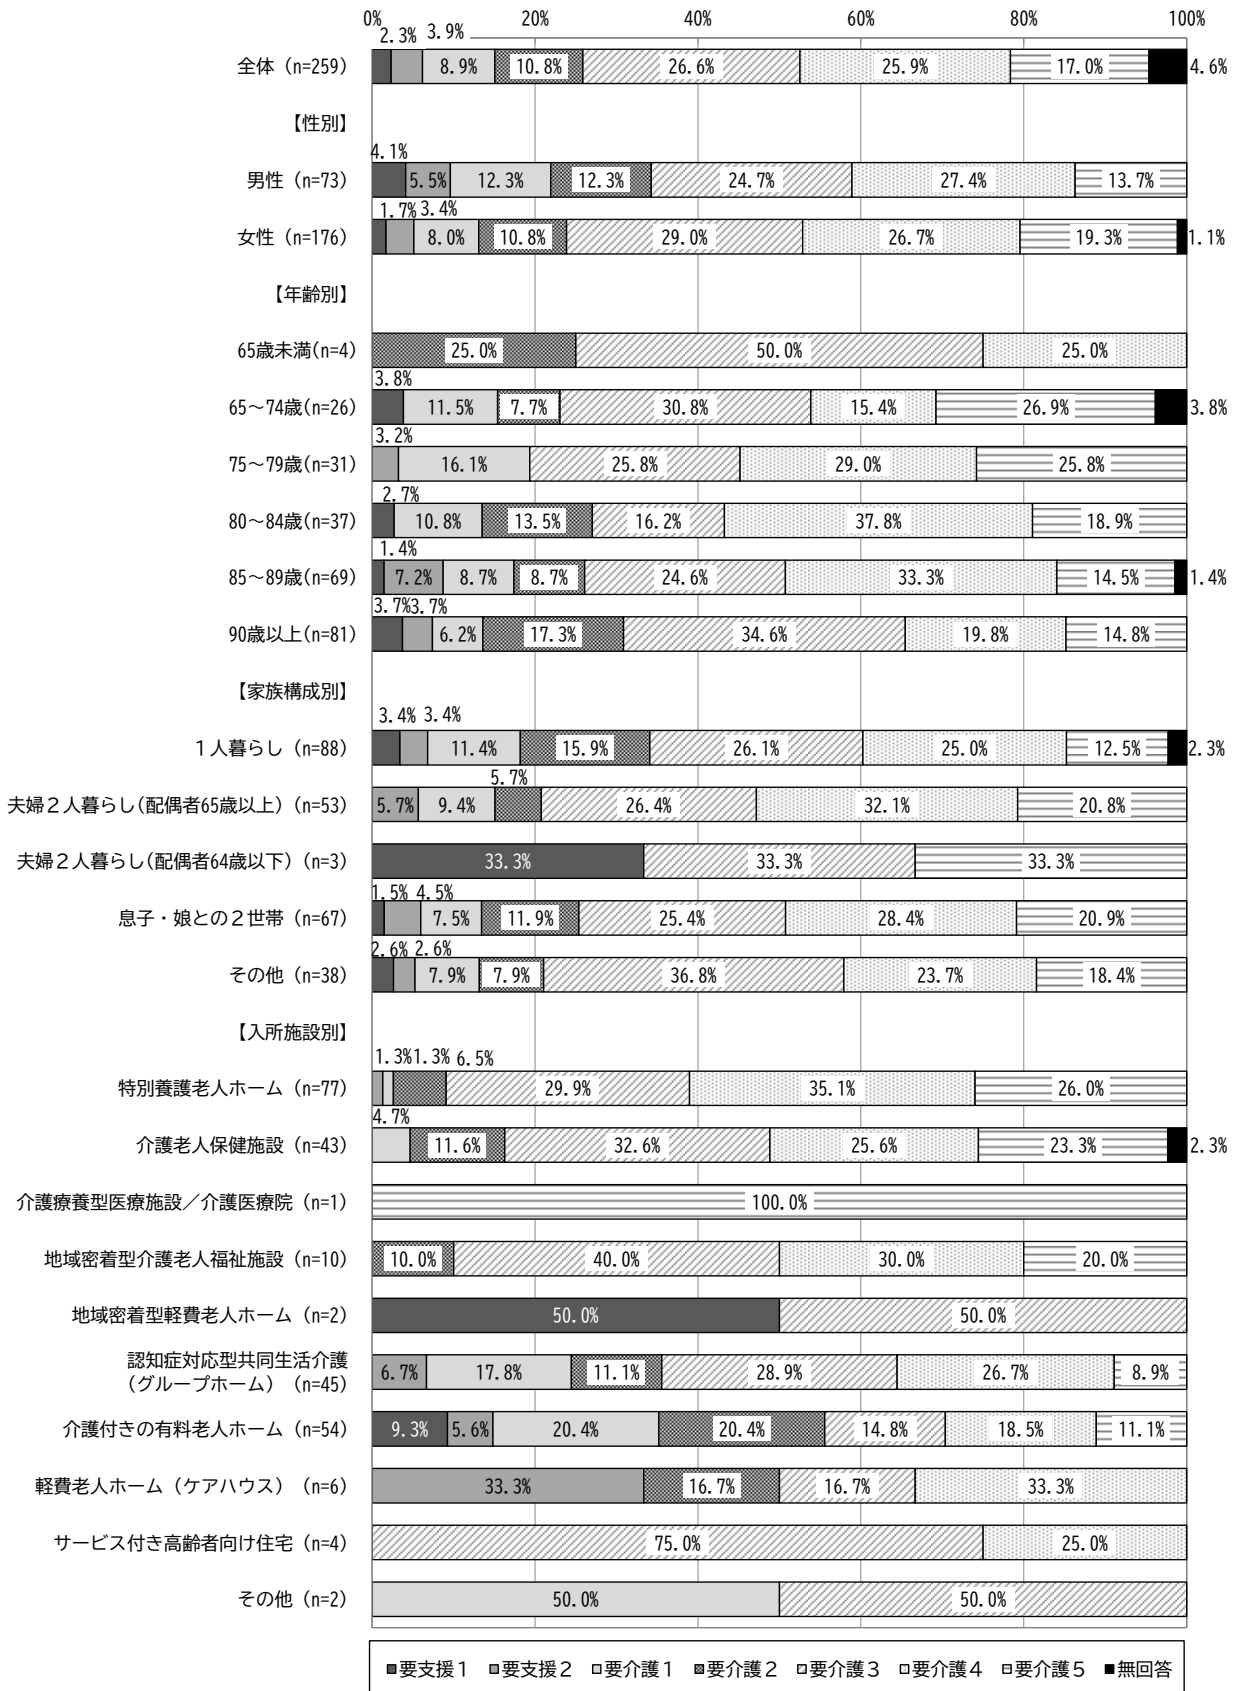 0% 20% 40% 60% 80% 100%
2.3% 3.9%
全体（n=259） 8.9% 10.8% 26.6% 25.9% 17.0% 4.6%
【性別】
4.1%
男性（n=73） 5.5% 12.3% 12.3% 24.7% 27.4% 13.7%
1.7% 3.4%
女性（n=176） 8.0% 10.8% 29.0% 26.7% 19.3% 1.1%
【年齢別】
65歳未満(n=4) 25.0% 50.0% 25.0%
3.8%
65～74歳(n=26) 11.5% 7.7% 30.8% 15.4% 26.9% 3.8%
3.2%
75～79歳(n=31) 16.1% 25.8% 29.0% 25.8%
2.7%
80～84歳(n=37) 10.8% 13.5% 16.2% 37.8% 18.9%
1.4%
85～89歳(n=69) 7.2% 8.7% 8.7% 24.6% 33.3% 14.5% 1.4%
3.7% 3.7%
90歳以上(n=81) 6.2% 17.3% 34.6% 19.8% 14.8%
【家族構成別】
3.4% 3.4%
１人暮らし（n=88） 11.4% 15.9% 26.1% 25.0% 12.5% 2.3%
5.7%
夫婦２人暮らし(配偶者65歳以上)（n=53） 5.7% 9.4% 26.4% 32.1% 20.8%
夫婦２人暮らし(配偶者64歳以下)（n=3） 33.3% 33.3% 33.3%
1.5% 4.5%
息子・娘との２世帯（n=67） 7.5% 11.9% 25.4% 28.4% 20.9%
2.6% 2.6%
その他（n=38） 7.9% 7.9% 36.8% 23.7% 18.4%
【入所施設別】
1.3% 1.3% 6.5%
特別養護老人ホーム（n=77） 29.9% 35.1% 26.0%
4.7%
介護老人保健施設（n=43） 11.6% 32.6% 25.6% 23.3% 2.3%
介護療養型医療施設／介護医療院（n=1） 100.0%
地域密着型介護老人福祉施設（n=10） 10.0% 40.0% 30.0% 20.0%
地域密着型軽費老人ホーム（n=2） 50.0% 50.0%
認知症対応型共同生活介護
（グループホーム）（n=45） 6.7% 17.8% 11.1% 28.9% 26.7% 8.9%
介護付きの有料老人ホーム（n=54） 9.3% 5.6% 20.4% 20.4% 14.8% 18.5% 11.1%
軽費老人ホーム（ケアハウス）（n=6） 33.3% 16.7% 16.7% 33.3%
サービス付き高齢者向け住宅（n=4） 75.0% 25.0%
その他（n=2） 50.0% 50.0%
要支援１ 要支援２ 要介護１ 要介護２ 要介護３ 要介護４ 要介護５ 無回答